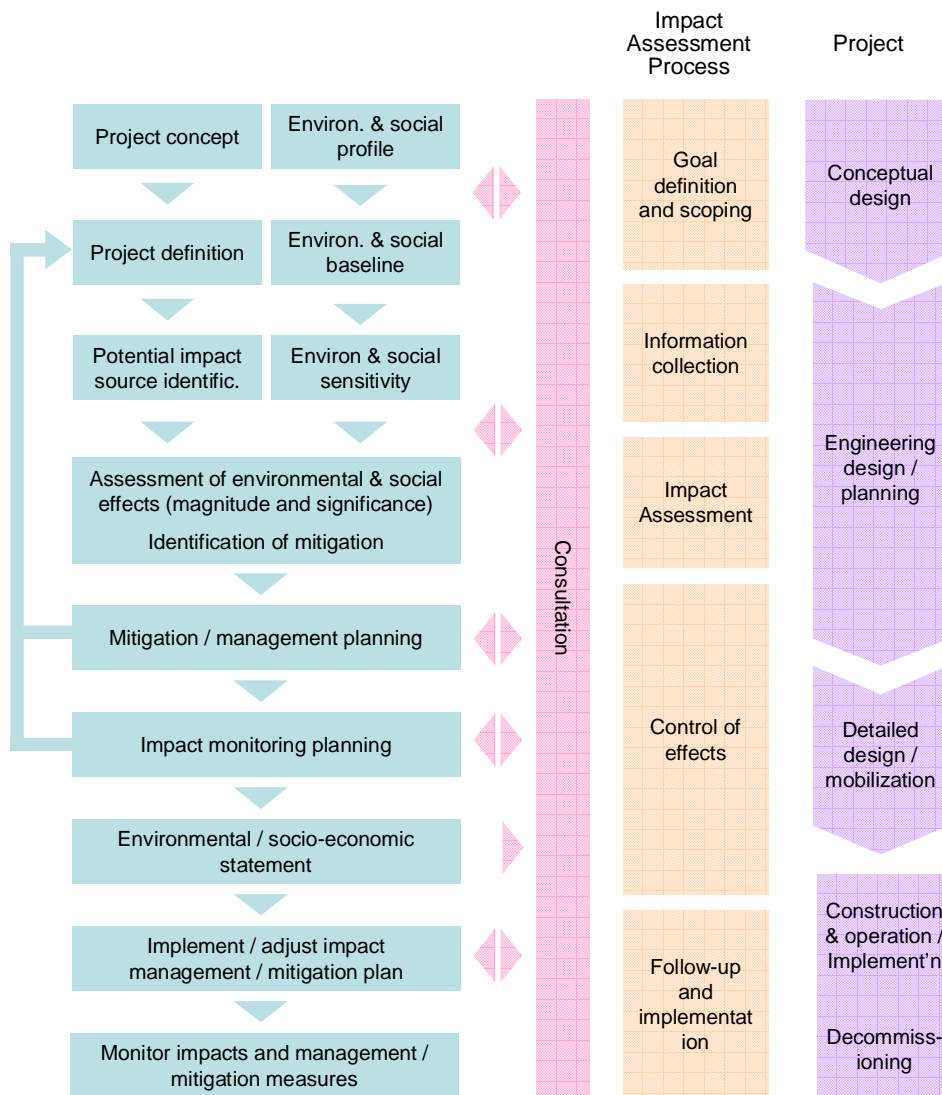 Impact
Assessment
Process
Project
Project concept
Environ. & social
profile
Goal
definition
and scoping
Conceptual
design
Project definition
Environ. & social
baseline
Potential impact
source identific.
Environ & social
sensitivity
Information
collection
Assessment of environmental & social
effects (magnitude and significance)
Identification of mitigation
Impact
Assessment
Engineering
design /
planning
Consultation
Mitigation / management planning
Impact monitoring planning
Control of
effects
Detailed
design /
mobilization
Environmental / socio-economic
statement
Implement / adjust impact
management / mitigation plan
Follow-up
and
implementat
ion
Construction
& operation /
Implement’n
Monitor impacts and management /
mitigation measures
Decommiss-
ioning